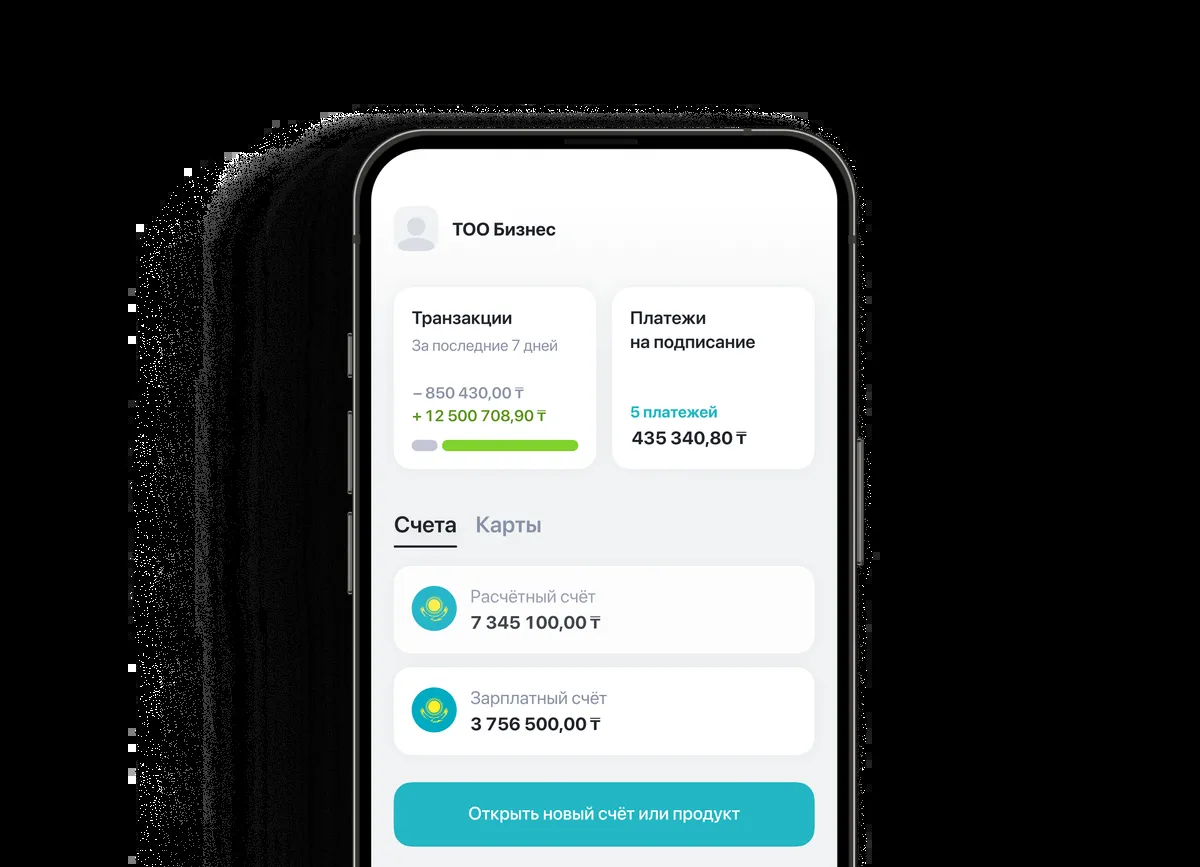 ТОО Бизнес
Транзакции
За последние 7 дней
– 850 430,00 ₸
+ 12 500 708,90 ₸
Платежи
на подписание
5 платежей
435 340,80 ₸
Счета
Карты
Расчётный счёт
7 345 100,00 ₸
Зарплатный счёт
3 756 500,00 ₸
Открыть новый счёт или продукт